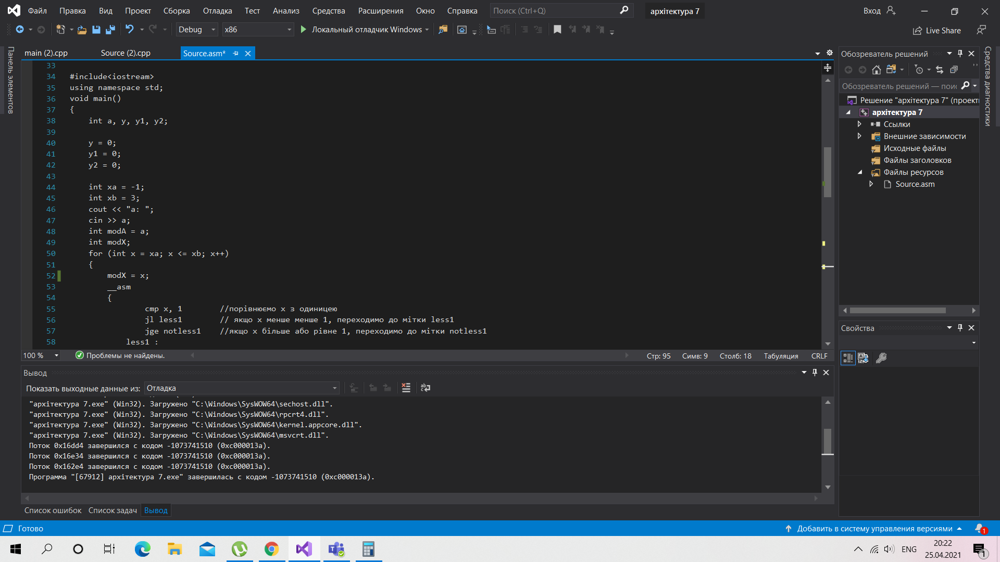 Файл Правка Вид Проект Сборка Отладка Тест Анализ Средства Расширения Окно Справка Поиск (Ctrl+Q) архітектура 7 Вход
Debug x86 Локальный отладчик Windows Live Share
Панель элементов
main (2).cpp Source (2).cpp Source.asm*
33
34 #include<iostream>
35 using namespace std;
36 void main()
37 {
38 int a, y, y1, y2;
39
40 y = 0;
41 y1 = 0;
42 y2 = 0;
43
44 int xa = -1;
45 int xb = 3;
46 cout << "a: ";
47 cin >> a;
48 int modA = a;
49 int modX;
50 for (int x = xa; x <= xb; x++)
51 {
52 modX = x;
53 __asm
54 {
55 cmp x, 1 //порівнюємо x з одиницею
56 jl less1 // якщо x менше менше 1, переходимо до мітки less1
57 jge notless1 //якщо x більше або рівне 1, переходимо до мітки notless1
58 less1 :
100 % Проблемы не найдены. Стр: 95 Симв: 9 Столб: 18 Табуляция CRLF
Вывод
Показать выходные данные из: Отладка
"архітектура 7.exe" (Win32). Загружено "C:\Windows\SysWOW64\sechost.dll".
"архітектура 7.exe" (Win32). Загружено "C:\Windows\SysWOW64\rpcrt4.dll".
"архітектура 7.exe" (Win32). Загружено "C:\Windows\SysWOW64\kernel.appcore.dll".
"архітектура 7.exe" (Win32). Загружено "C:\Windows\SysWOW64\msvcrt.dll".
Поток 0x16dd4 завершился с кодом -1073741510 (0xc000013a).
Поток 0x16e34 завершился с кодом -1073741510 (0xc000013a).
Поток 0x162e4 завершился с кодом -1073741510 (0xc000013a).
Программа "[67912] архітектура 7.exe" завершилась с кодом -1073741510 (0xc000013a).
Список ошибок Список задач Вывод
Обозреватель решений
Обозреватель решений — поис
Решение "архітектура 7" (проекті
архітектура 7
Ссылки
Внешние зависимости
Исходные файлы
Файлы заголовков
Файлы ресурсов
Source.asm
Свойства
Средства диагностики
Готово Добавить в систему управления версиями 1
ENG 20:22
25.04.2021 1